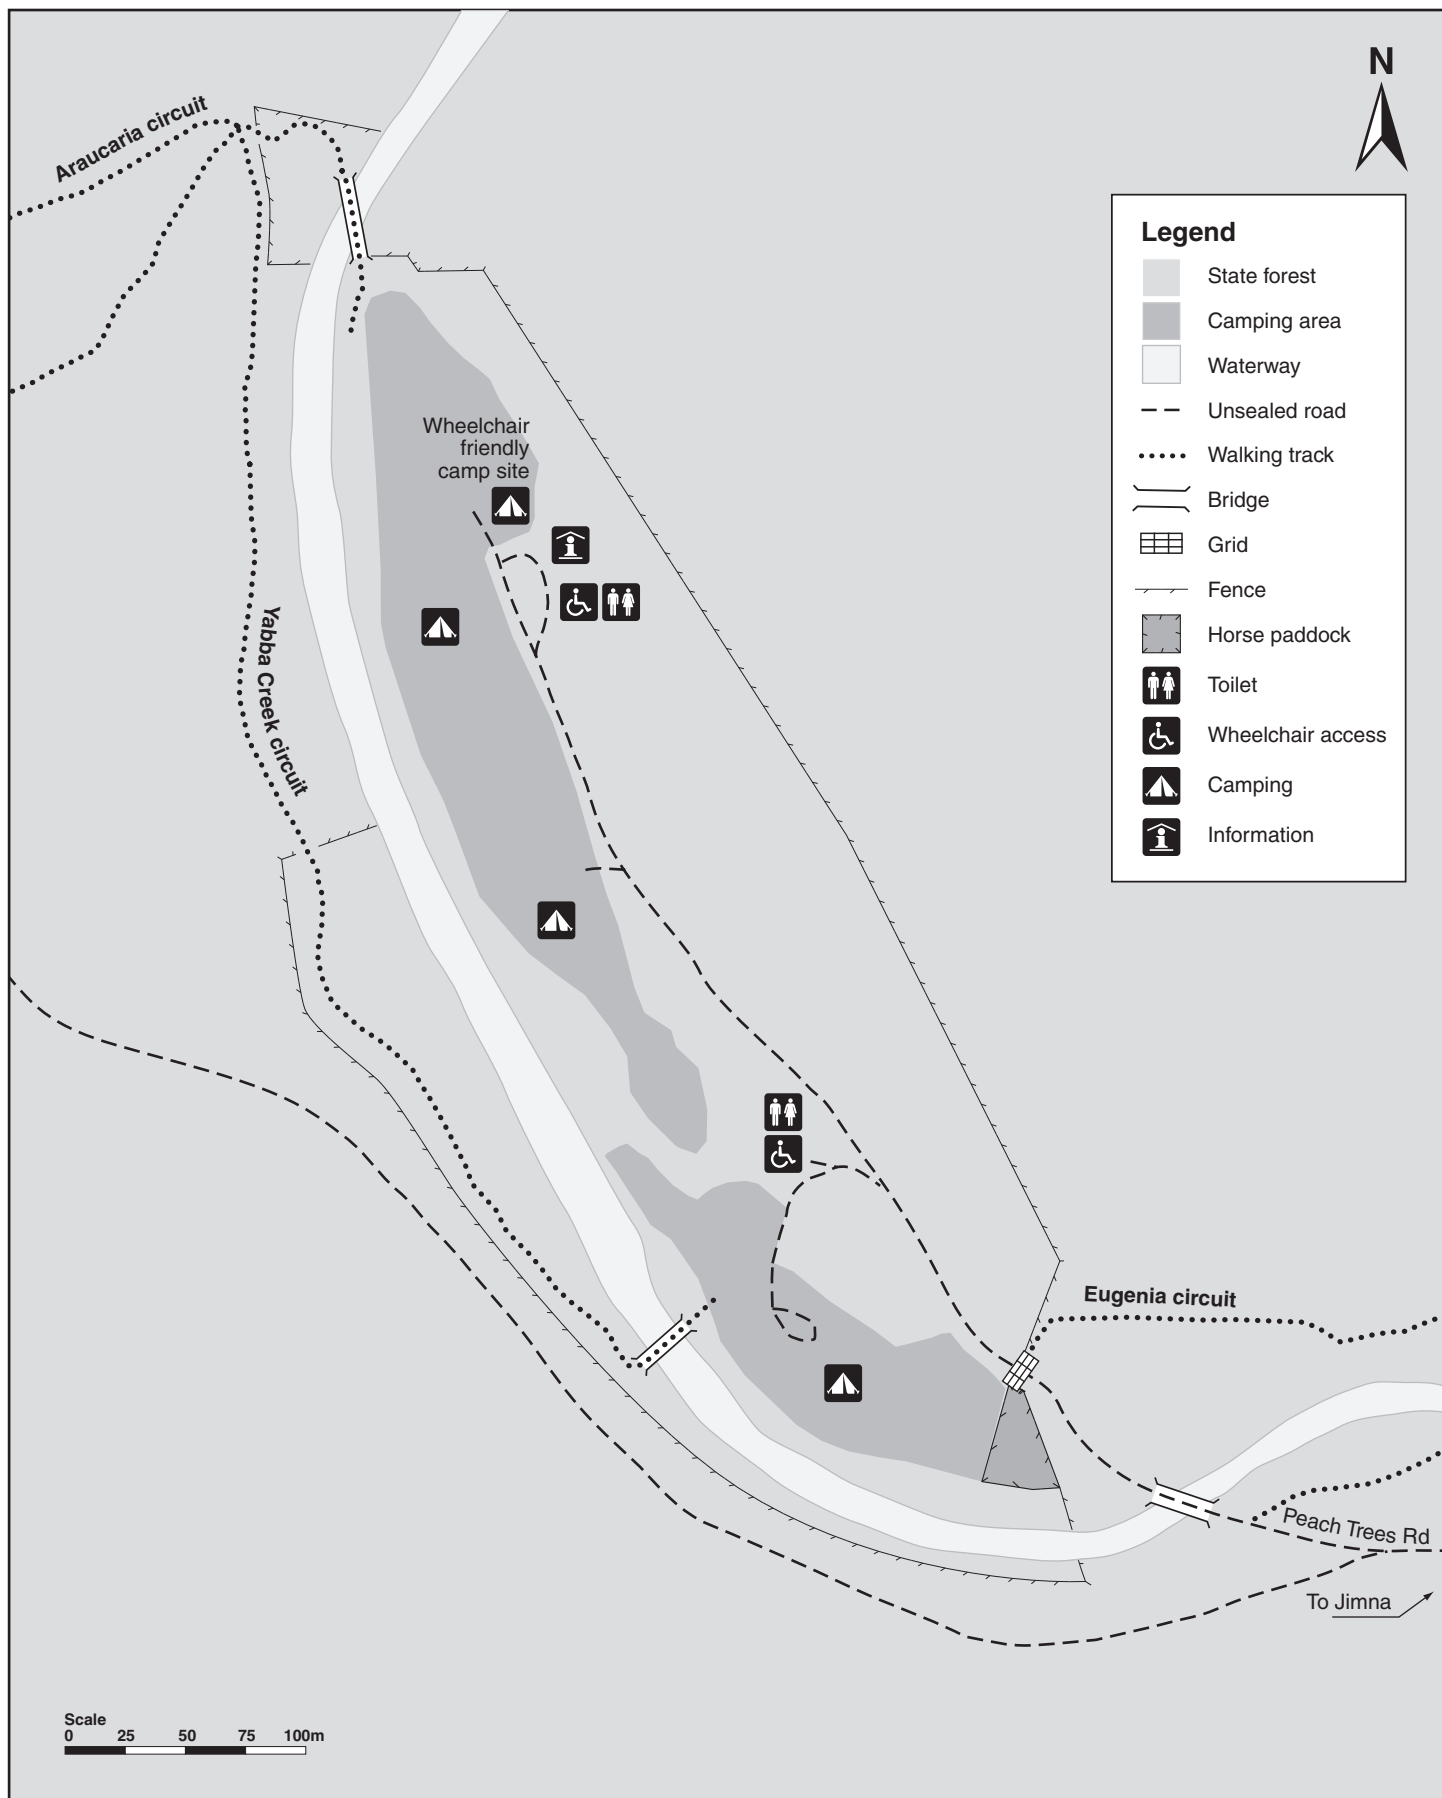 N
Araucaria circuit
Legend
State forest
Camping area
Waterway
Unsealed road
Walking track
Bridge
Grid
Fence
Horse paddock
Toilet
Wheelchair access
Camping
Information
Wheelchair
friendly
camp site
Yabba Creek circuit
Eugenia circuit
Peach Trees Rd
To Jimna
Scale
0 25 50 75 100m